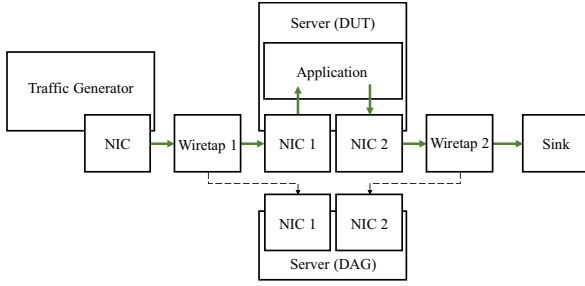 Server (DUT)
Application
Traffic Generator
NIC
Wiretap 1
NIC 1
NIC 2
Wiretap 2
Sink
NIC 1
NIC 2
Server (DAG)